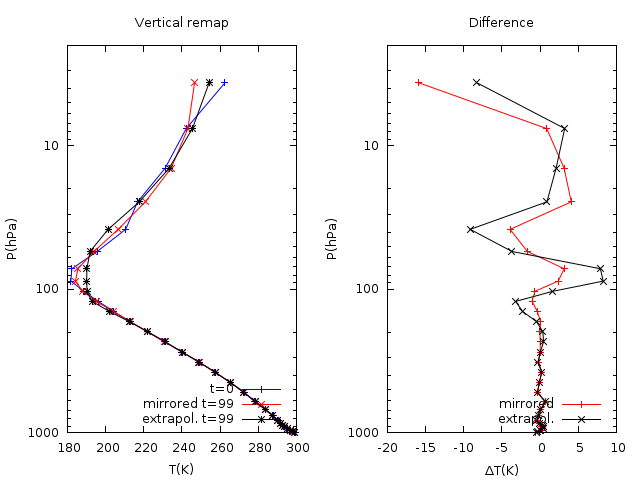 Vertical remap
Difference
P(hPa)
10
100
1000
t=0
mirrored t=99
extrapol. t=99
180 200 220 240 260 280 300
T(K)
P(hPa)
10
100
1000
mirrored
extrapol.
-20 -15 -10 -5 0 5 10
ΔT(K)